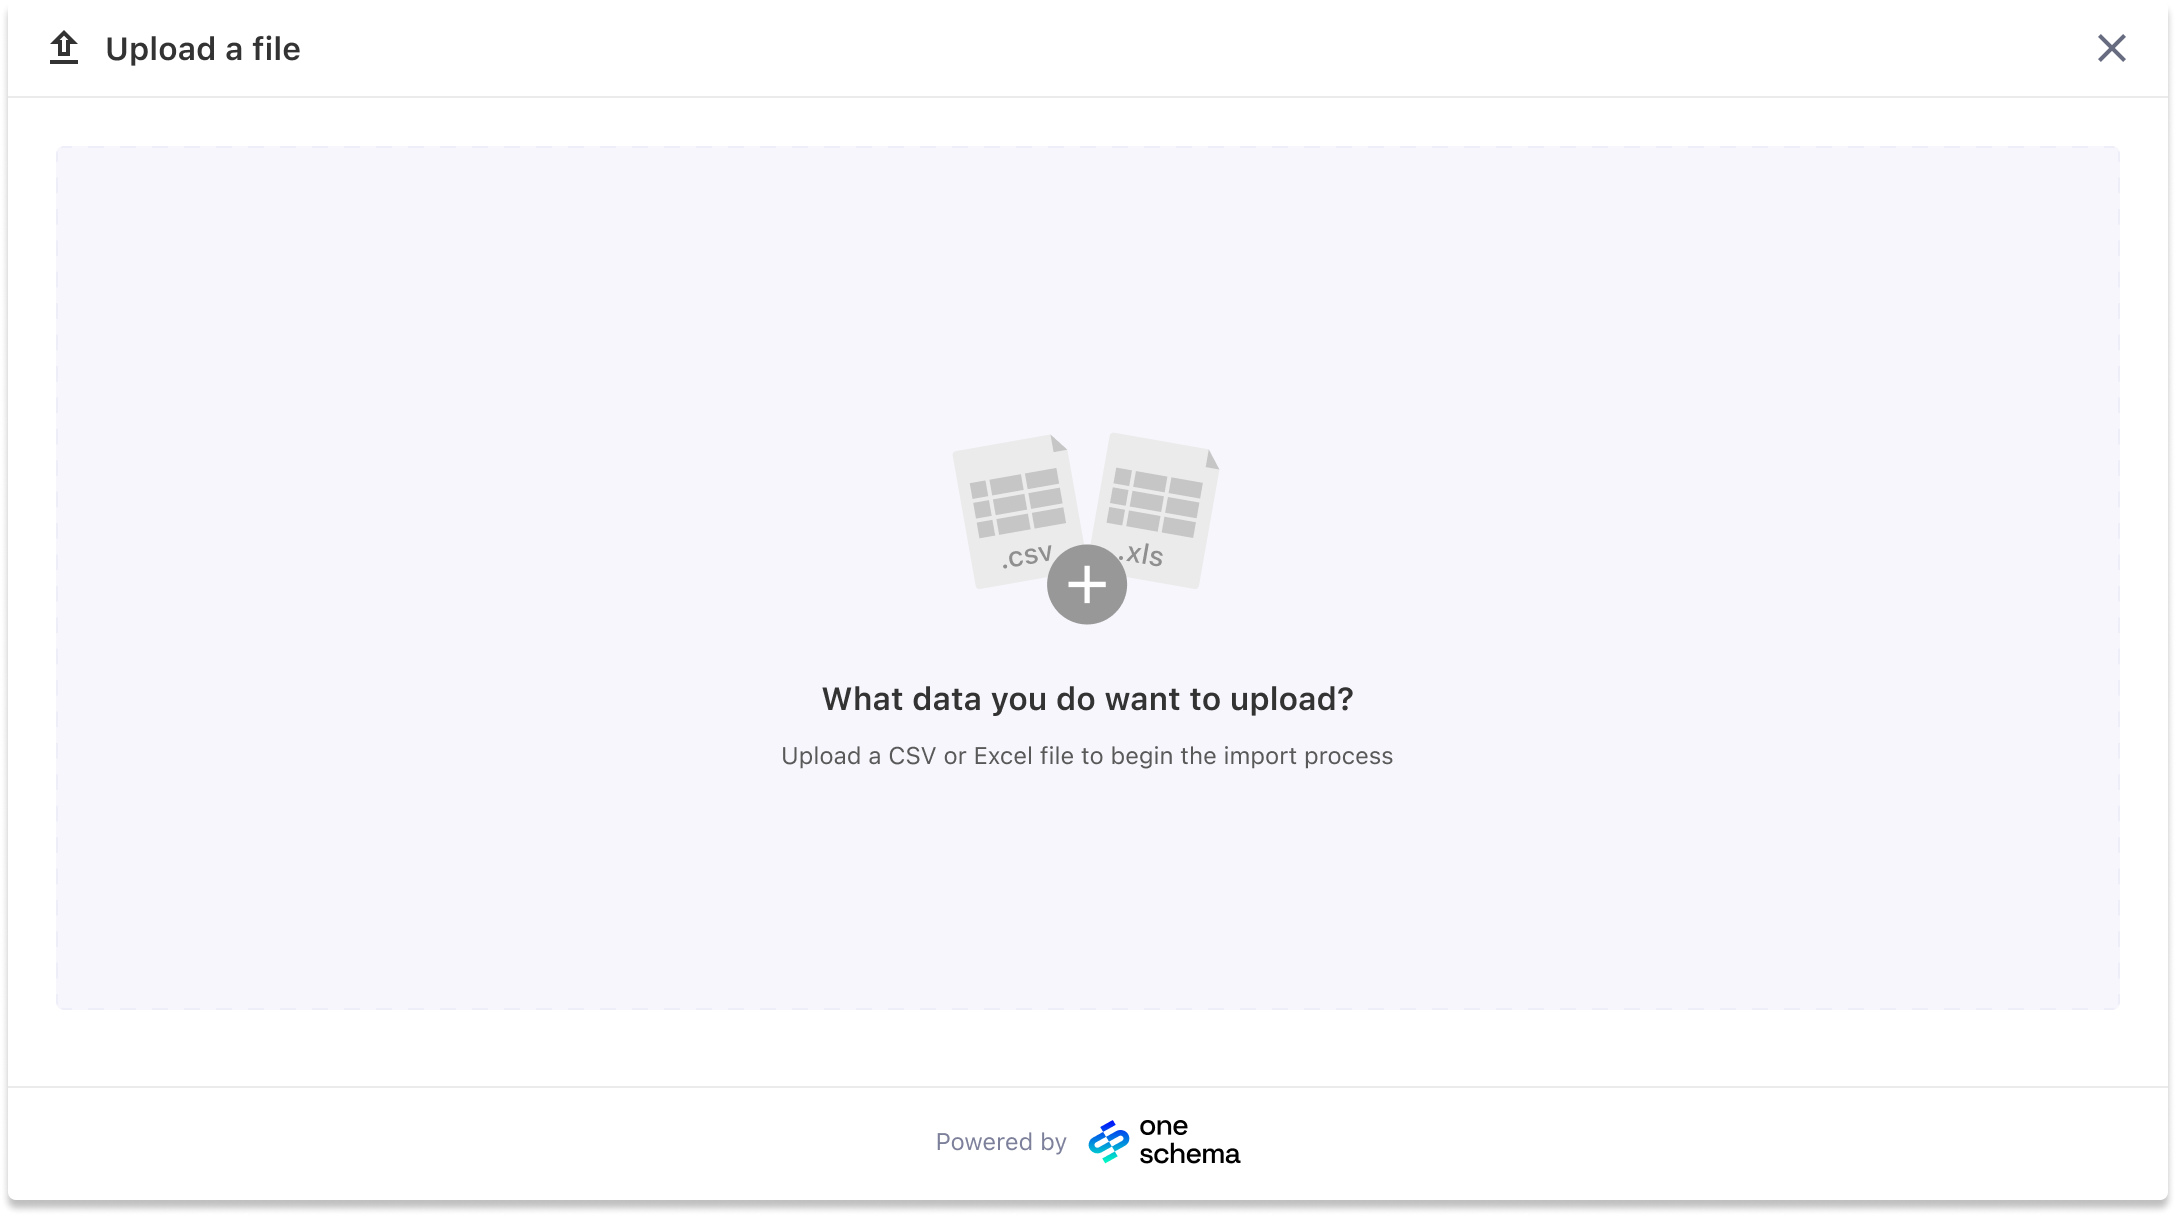 Upload a file
.csv
.xls
What data you do want to upload?
Upload a CSV or Excel file to begin the import process
Powered by
one
schema